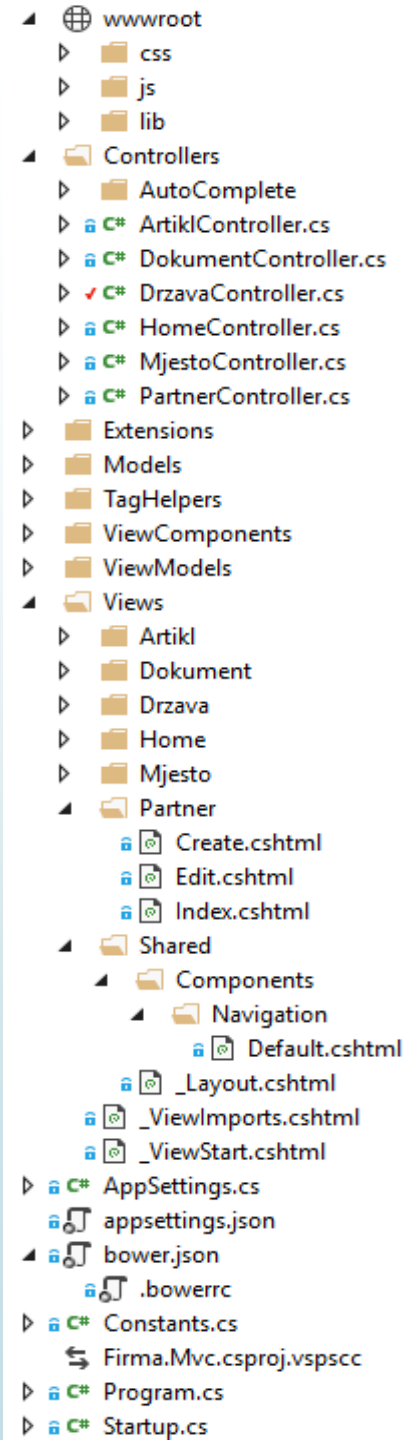 wwwroot
css
js
lib
Controllers
AutoComplete
C# ArtiklController.cs
C# DokumentController.cs
C# DrzavaController.cs
C# HomeController.cs
C# MjestoController.cs
C# PartnerController.cs
Extensions
Models
TagHelpers
ViewComponents
ViewModels
Views
Artikl
Dokument
Drzava
Home
Mjesto
Partner
Create.cshtml
Edit.cshtml
Index.cshtml
Shared
Components
Navigation
Default.cshtml
_Layout.cshtml
_ViewImports.cshtml
_ViewStart.cshtml
C# AppSettings.cs
appsettings.json
bower.json
.bowerrc
C# Constants.cs
Firma.Mvc.csproj.vspscc
C# Program.cs
C# Startup.cs